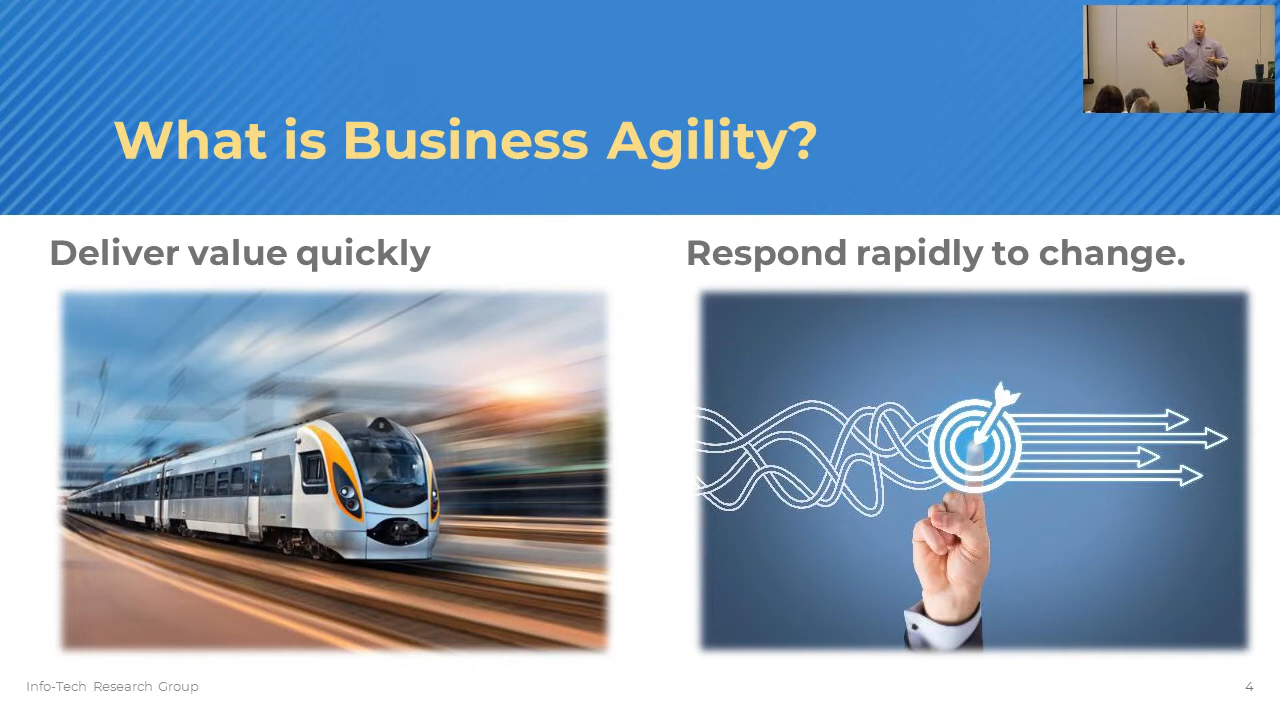 What is Business Agility?
Deliver value quickly
Respond rapidly to change.
Info-Tech Research Group
4